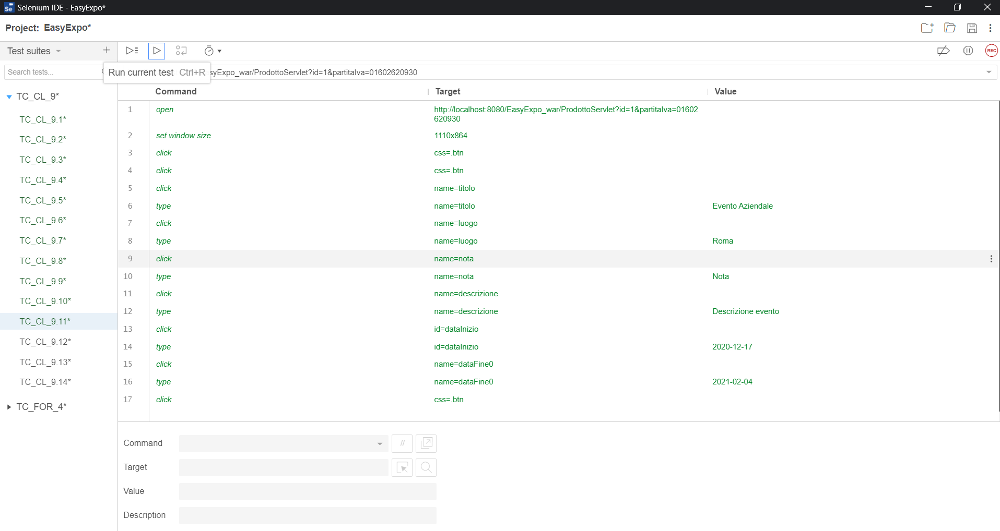 Selenium IDE - EasyExpo*
Project: EasyExpo*
Test suites
REC
Search tests...
Run current test Ctrl+R
syExpo_war/ProdottoServlet?id=1&partitaIva=01602620930
Command Target Value
TC_CL_9*
TC_CL_9.1*
TC_CL_9.2*
TC_CL_9.3*
TC_CL_9.4*
TC_CL_9.5*
TC_CL_9.6*
TC_CL_9.7*
TC_CL_9.8*
TC_CL_9.9*
TC_CL_9.10*
TC_CL_9.11*
TC_CL_9.12*
TC_CL_9.13*
TC_CL_9.14*
TC_FOR_4*
1 open http://localhost:8080/EasyExpo_war/ProdottoServlet?id=1&partitaIva=01602
620930
2 set window size 1110x864
3 click css=.btn
4 click css=.btn
5 click name=titolo
6 type name=titolo Evento Aziendale
7 click name=luogo
8 type name=luogo Roma
9 click name=nota
10 type name=nota Nota
11 click name=descrizione
12 type name=descrizione Descrizione evento
13 click id=dataInizio
14 type id=dataInizio 2020-12-17
15 click name=dataFine0
16 type name=dataFine0 2021-02-04
17 click css=.btn
Command //
Target
Value
Description